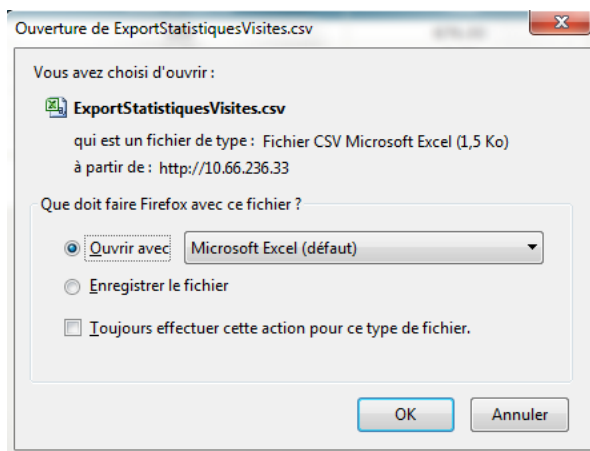 Ouverture de ExportStatistiquesVisites.csv
Vous avez choisi d'ouvrir :
ExportStatistiquesVisites.csv
qui est un fichier de type : Fichier CSV Microsoft Excel (1,5 Ko)
à partir de : http://10.66.236.33
Que doit faire Firefox avec ce fichier ?
Ouvrir avec Microsoft Excel (défaut)
Enregistrer le fichier
Toujours effectuer cette action pour ce type de fichier.
OK Annuler